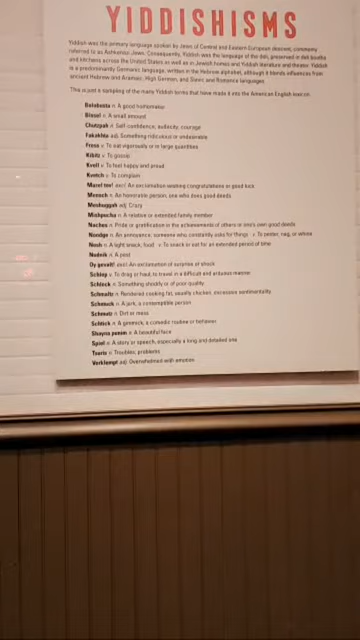 YIDDISHISMS
Yiddish was the primary language spoken by Jews of Central and Eastern European descent, commonly
referred to as Ashkenazi Jews. Consequently, Yiddish was the language of the deli, preserved in deli booths
and kitchens across the United States as well as in Jewish homes and Yiddish literature and theater. Yiddish
is a predominantly Germanic language, written in the Hebrew alphabet, although it blends influences from
ancient Hebrew and Aramaic, High German, and Slavic and Romance languages.
This is just a sampling of the many Yiddish terms that have made it into the American English lexicon.
Balabosta n. A good homemaker
Bissel n. A small amount
Chutzpah n. Self-confidence, audacity, courage
Fakakhta adj. Something ridiculous or undesirable
Fress v. To eat vigorously or in large quantities
Kibitz v. To gossip
Kvell v. To feel happy and proud
Kvetch v. To complain
Mazel tov! excl. An exclamation wishing congratulations or good luck
Mensch n. An honorable person, one who does good deeds
Meshuggah adj. Crazy
Mishpucha n. A relative or extended family member
Naches n. Pride or gratification in the achievements of others or one's own good deeds
Noodge n. An annoyance; someone who constantly asks for things v. To pester, nag, or whine
Nosh n. A light snack, food v. To snack or eat for an extended period of time
Nudnik n. A pest
Oy gevalt! excl. An exclamation of surprise or shock
Schlep v. To drag or haul, to travel in a difficult and arduous manner
Schlock n. Something shoddy or of poor quality
Schmaltz n. Rendered cooking fat, usually chicken; excessive sentimentality
Schmuck n. A jerk, a contemptible person
Schmutz n. Dirt or mess
Schtick n. A gimmick, a comedic routine or behavior
Shayna punim n. A beautiful face
Spiel n. A story or speech, especially a long and detailed one
Tsuris n. Troubles, problems
Verklempt adj. Overwhelmed with emotion